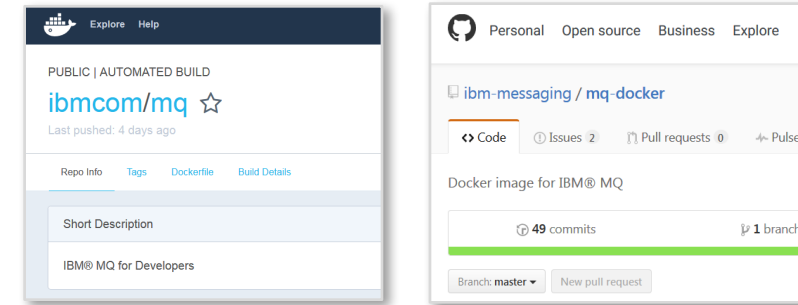 Explore Help
PUBLIC | AUTOMATED BUILD
ibmcom/mq
Last pushed: 4 days ago
Repo Info Tags Dockerfile Build Details
Short Description
IBM® MQ for Developers
Personal Open source Business Explore
ibm-messaging / mq-docker
Code Issues 2 Pull requests 0 Pulse
Docker image for IBM® MQ
49 commits 1 branch
Branch: master New pull request